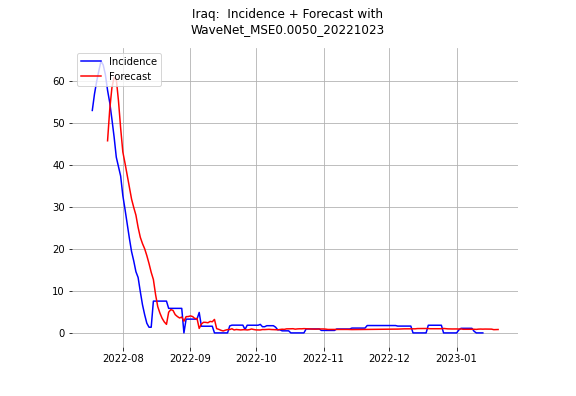 Iraq:  Incidence + Forecast with
WaveNet_MSE0.0050_20221023
Incidence
Forecast
60
50
40
30
20
10
0
2022-08 2022-09 2022-10 2022-11 2022-12 2023-01